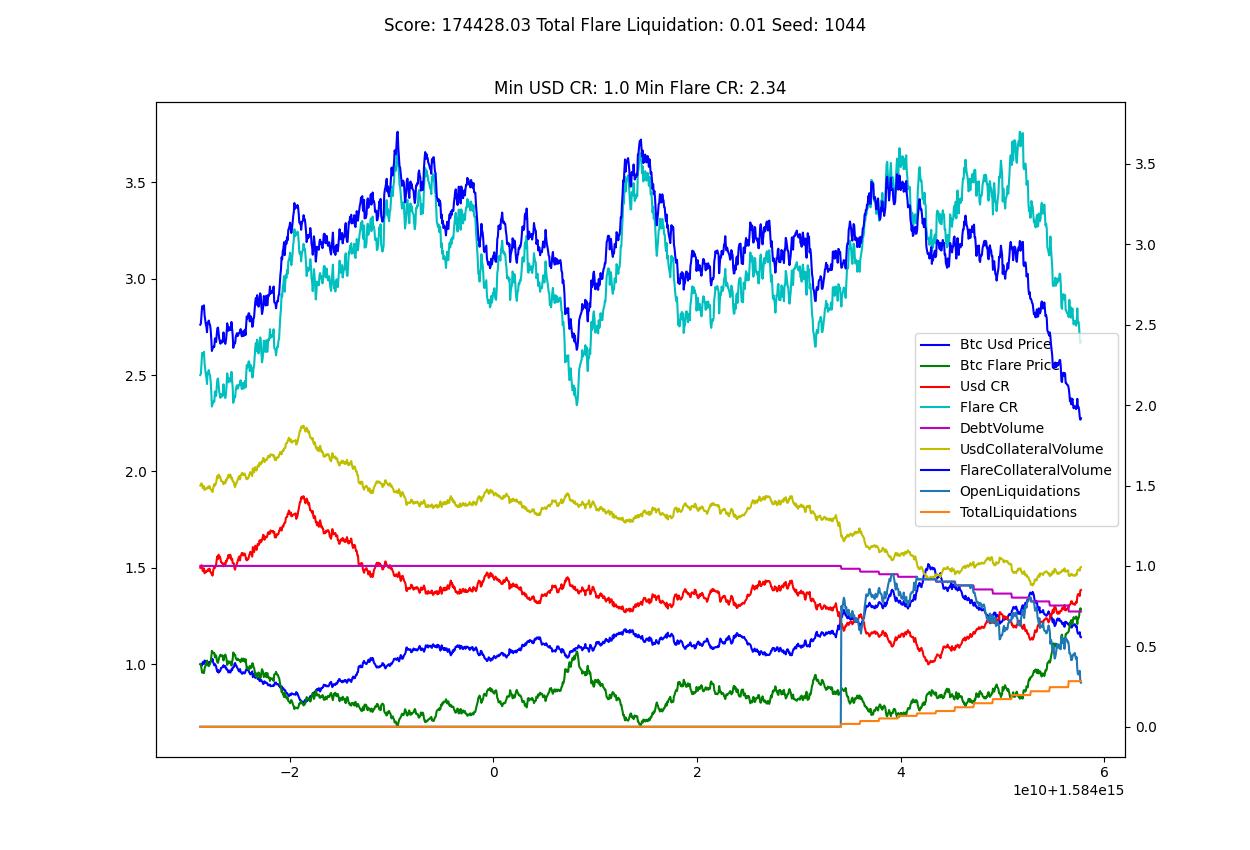 Score: 174428.03 Total Flare Liquidation: 0.01 Seed: 1044
Min USD CR: 1.0 Min Flare CR: 2.34
3.5
3.0
2.5
2.0
1.5
1.0
3.5
3.0
2.5
2.0
1.5
1.0
0.5
0.0
Btc Usd Price
Btc Flare Price
Usd CR
Flare CR
DebtVolume
UsdCollateralVolume
FlareCollateralVolume
OpenLiquidations
TotalLiquidations
−2
0
2
4
6
1e10+1.584e15